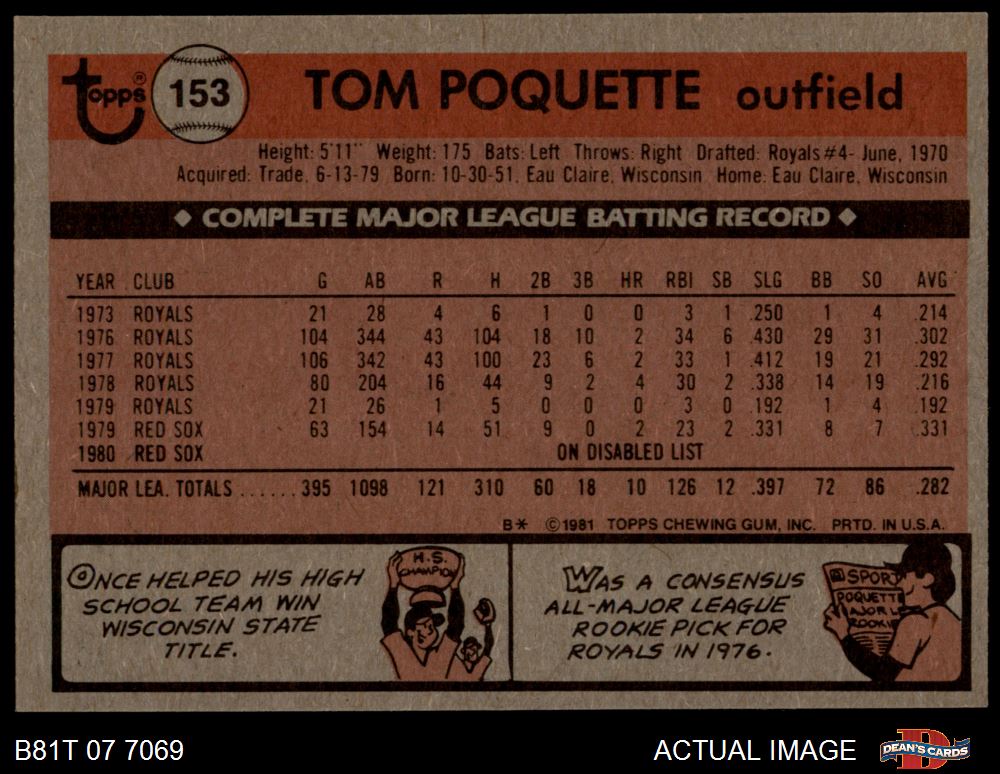 Topps ® 153 TOM POQUETTE outfield
Height: 5'11" Weight: 175 Bats: Left Throws: Right Drafted: Royals #4- June, 1970
Acquired: Trade, 6-13-79 Born: 10-30-51, Eau Claire, Wisconsin Home: Eau Claire, Wisconsin
◆ COMPLETE MAJOR LEAGUE BATTING RECORD ◆
YEAR CLUB G AB R H 2B 3B HR RBI SB SLG BB SO AVG
1973 ROYALS 21 28 4 6 1 0 0 3 1 .250 1 4 .214
1976 ROYALS 104 344 43 104 18 10 2 34 6 .430 29 31 .302
1977 ROYALS 106 342 43 100 23 6 2 33 1 .412 19 21 .292
1978 ROYALS 80 204 16 44 9 2 4 30 2 .338 14 19 .216
1979 ROYALS 21 26 1 5 0 0 0 3 0 .192 1 4 .192
1979 RED SOX 63 154 14 51 9 0 2 23 2 .331 8 7 .331
1980 RED SOX ON DISABLED LIST
MAJOR LEA. TOTALS ...... 395 1098 121 310 60 18 10 126 12 .397 72 86 .282
B* © 1981 TOPPS CHEWING GUM, INC. PRTD. IN U.S.A.
ONCE HELPED HIS HIGH
SCHOOL TEAM WIN
WISCONSIN STATE
TITLE.
H.S.
CHAMPION
WAS A CONSENSUS
ALL-MAJOR LEAGUE
ROOKIE PICK FOR
ROYALS IN 1976.
SPORT
POQUETTE
MAJOR L
ROOKIE
B81T 07 7069 ACTUAL IMAGE DEAN'S CARDS